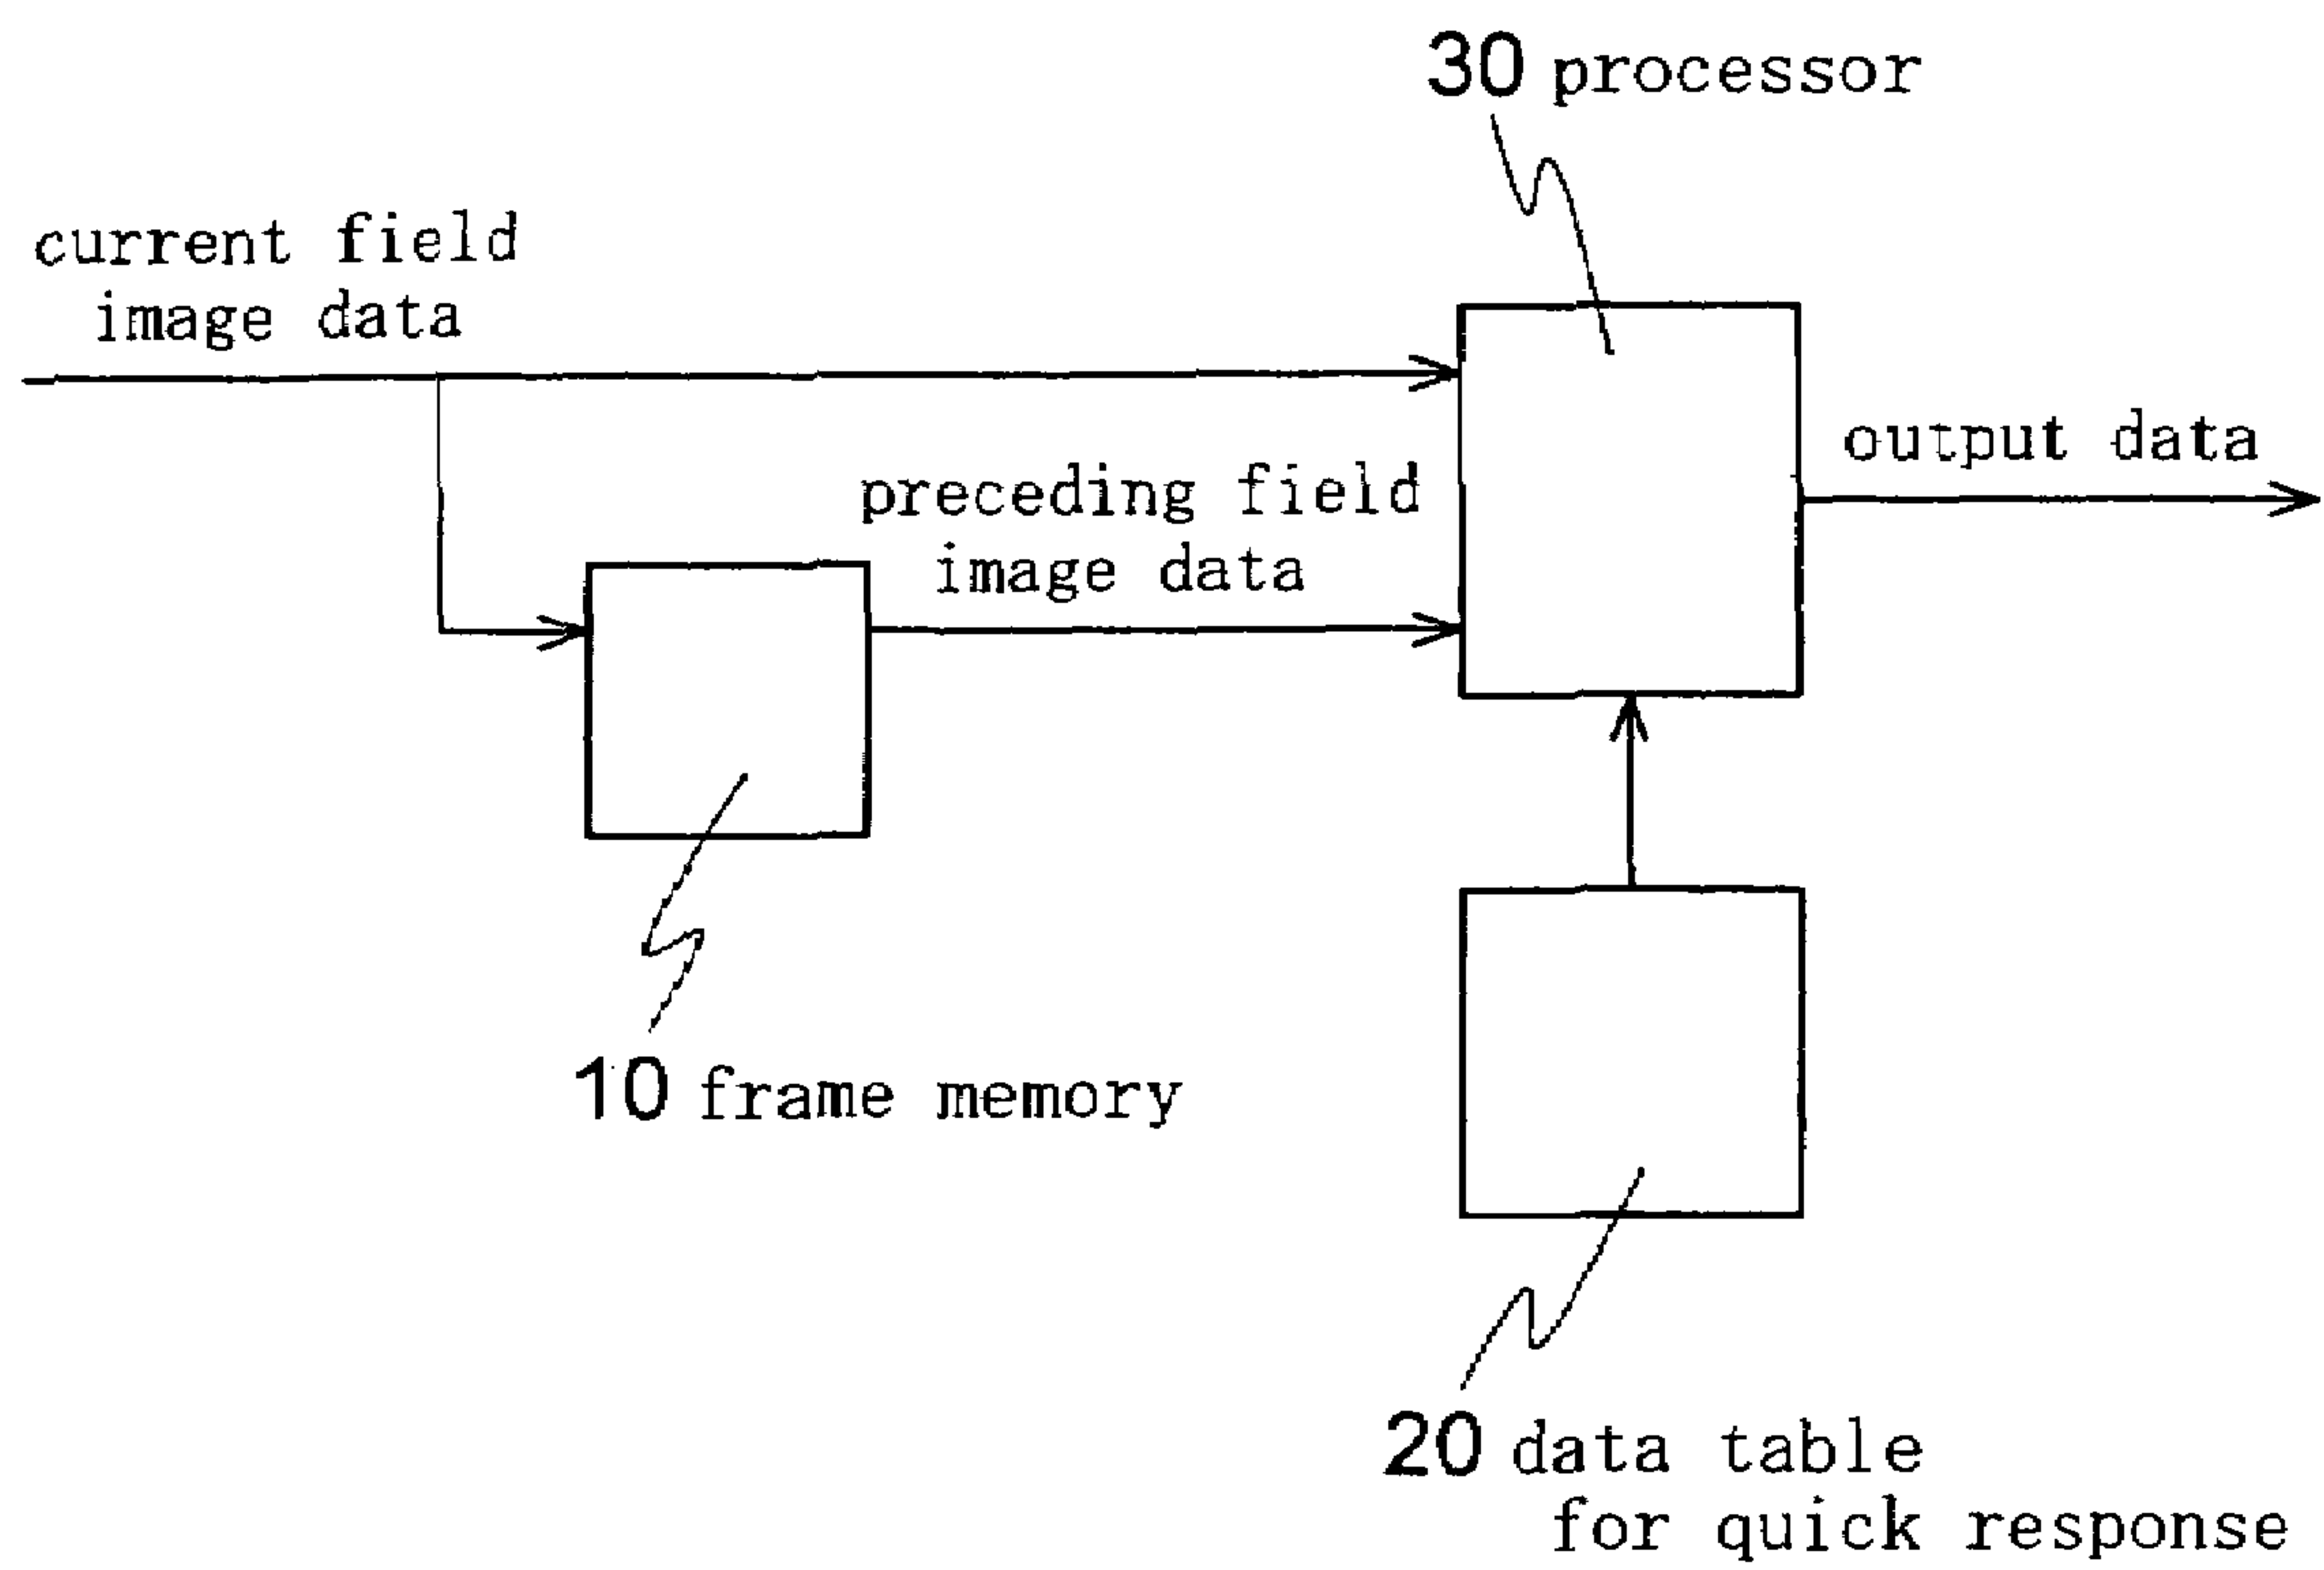 30 processor
current field
image data
output data
preceding field
image data
10 frame memory
20 data table
for quick response